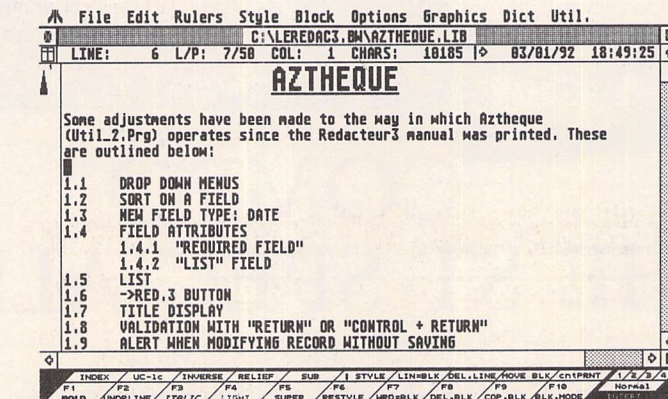 File Edit Rulers Style Block Options Graphics Dict Util.
C:\LEREDAC3.BW\AZTHEQUE.LIB
LINE: 6 L/P: 7/50 COL: 1 CHARS: 10185 03/01/92 18:49:25
AZTHEQUE
Some adjustments have been made to the way in which Aztheque
(Util_2.Prg) operates since the Redacteur3 manual was printed. These
are outlined below:
1.1 DROP DOWN MENUS
1.2 SORT ON A FIELD
1.3 NEW FIELD TYPE: DATE
1.4 FIELD ATTRIBUTES
1.4.1 "REQUIRED FIELD"
1.4.2 "LIST" FIELD
1.5 LIST
1.6 ->RED.3 BUTTON
1.7 TITLE DISPLAY
1.8 VALIDATION WITH "RETURN" OR "CONTROL + RETURN"
1.9 ALERT WHEN MODIFYING RECORD WITHOUT SAVING
INDEX UC-lc INVERSE RELIEF SUB STYLE LIN=BLK DEL.LINE MOVE BLK cntPRNT 1/2/3/4
F1 F2 F3 F4 F5 F6 F7 F8 F9 F10 Normal
BOLD UNDRLINE ITALIC LIGHT SUPER RESTYLE WRD=BLK DEL.BLK COP.BLK BLK.MODE INSERT